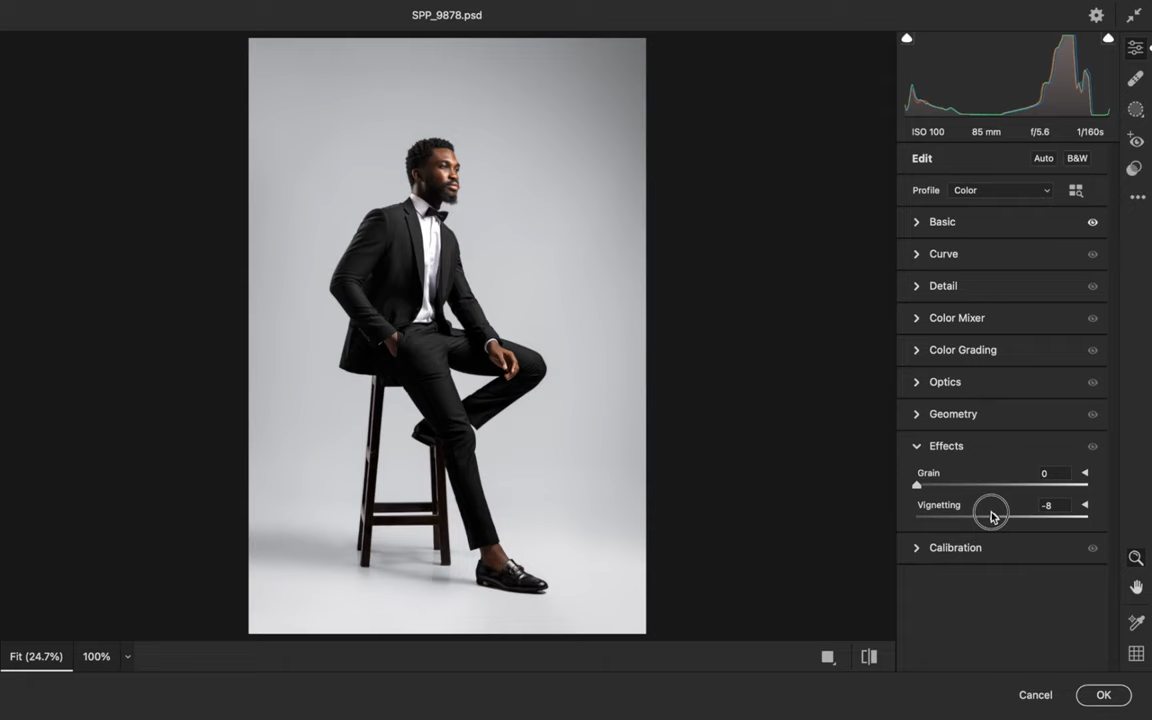 SPP_9878.psd
ISO 100 85 mm f/5.6 1/160s
Edit Auto B&W
Profile Color
Basic
Curve
Detail
Color Mixer
Color Grading
Optics
Geometry
Effects
Grain 0
Vignetting -8
Calibration
Fit (24.7%) 100%
Cancel OK